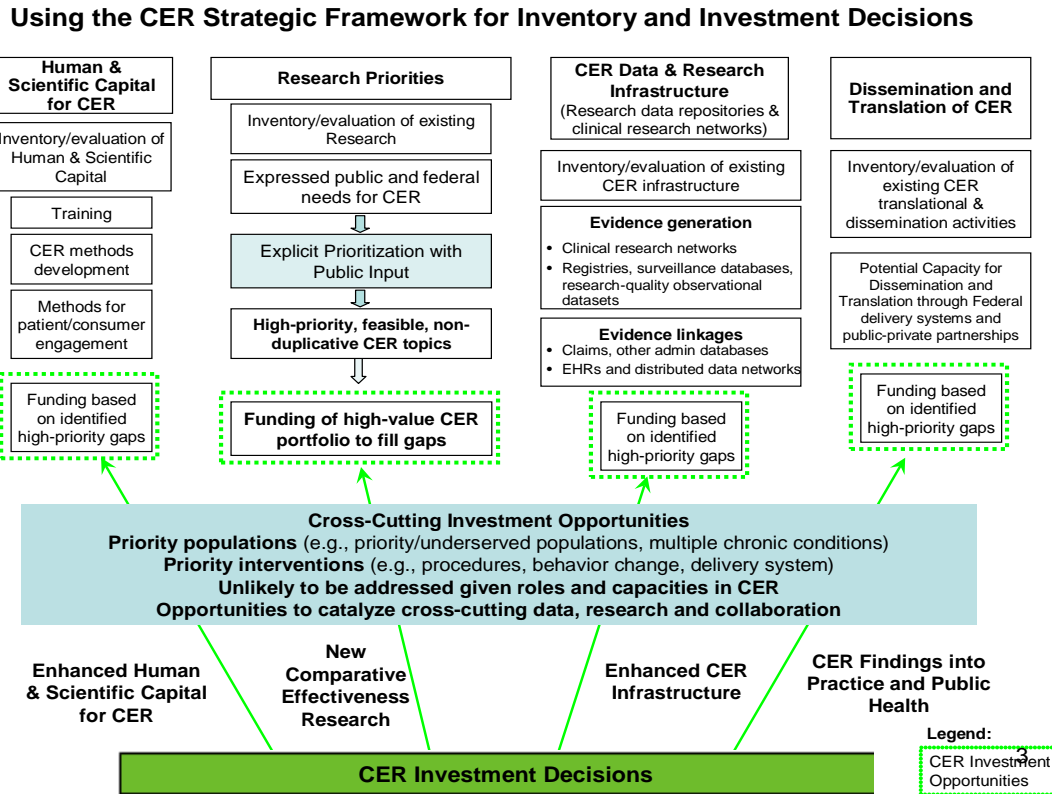 Using the CER Strategic Framework for Inventory and Investment Decisions
Human &
Scientific Capital
for CER
Inventory/evaluation of
Human & Scientific
Capital
Training
CER methods
development
Methods for
patient/consumer
engagement
Funding based
on identified
high-priority gaps
Research Priorities
Inventory/evaluation of existing
Research
Expressed public and federal
needs for CER
Explicit Prioritization with
Public Input
High-priority, feasible, non-
duplicative CER topics
Funding of high-value CER
portfolio to fill gaps
CER Data & Research
Infrastructure
(Research data repositories &
clinical research networks)
Inventory/evaluation of existing
CER infrastructure
Evidence generation
• Clinical research networks
• Registries, surveillance databases,
research-quality observational
datasets
Evidence linkages
• Claims, other admin databases
• EHRs and distributed data networks
Funding based
on identified
high-priority gaps
Dissemination and
Translation of CER
Inventory/evaluation of
existing CER
translational &
dissemination activities
Potential Capacity for
Dissemination and
Translation through Federal
delivery systems and
public-private partnerships
Funding based
on identified
high-priority gaps
Cross-Cutting Investment Opportunities
Priority populations (e.g., priority/underserved populations, multiple chronic conditions)
Priority interventions (e.g., procedures, behavior change, delivery system)
Unlikely to be addressed given roles and capacities in CER
Opportunities to catalyze cross-cutting data, research and collaboration
Enhanced Human
& Scientific Capital
for CER
New
Comparative
Effectiveness
Research
Enhanced CER
Infrastructure
CER Findings into
Practice and Public
Health
CER Investment Decisions
Legend:
CER Investment
Opportunities
3